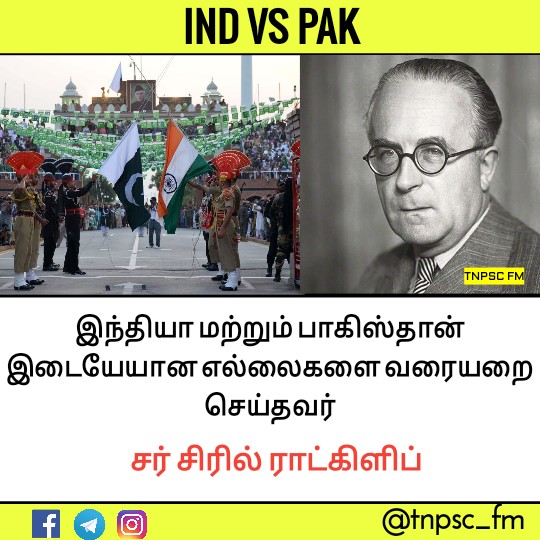 IND VS PAK
TNPSC FM
இந்தியா மற்றும் பாகிஸ்தான்
இடையேயான எல்லைகளை வரையறை
செய்தவர்
சர் சிரில் ராட்கிளிப்
@tnpsc_fm